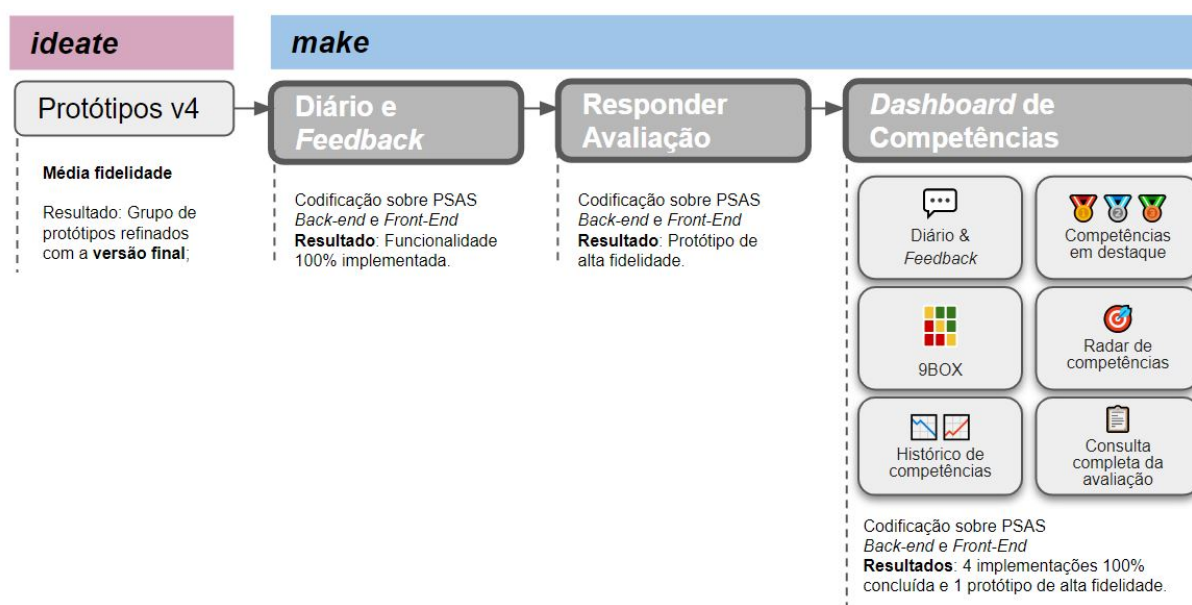 ideate
make
Protótipos v4
Média fidelidade
Resultado: Grupo de
protótipos refinados
com a versão final;
Diário e
Feedback
Codificação sobre PSAS
Back-end e Front-End
Resultado: Funcionalidade
100% implementada.
Responder
Avaliação
Codificação sobre PSAS
Back-end e Front-End
Resultado: Protótipo de
alta fidelidade.
Dashboard de
Competências
Diário &
Feedback
Competências
em destaque
9BOX
Radar de
competências
Histórico de
competências
Consulta
completa da
avaliação
Codificação sobre PSAS
Back-end e Front-End
Resultados: 4 implementações 100%
concluída e 1 protótipo de alta fidelidade.